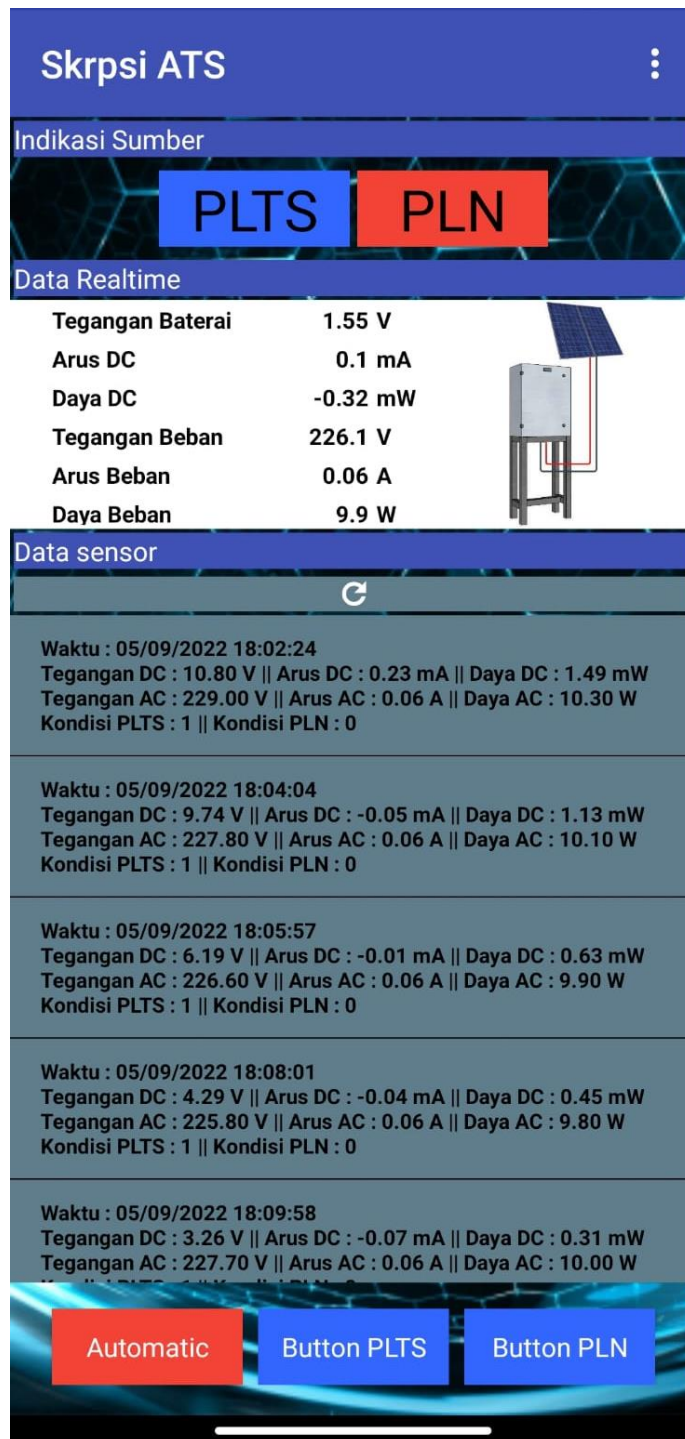 Skrpsi ATS
Indikasi Sumber
PLTS PLN
Data Realtime
Tegangan Baterai 1.55 V
Arus DC 0.1 mA
Daya DC -0.32 mW
Tegangan Beban 226.1 V
Arus Beban 0.06 A
Daya Beban 9.9 W
Data sensor
Waktu : 05/09/2022 18:02:24
Tegangan DC : 10.80 V || Arus DC : 0.23 mA || Daya DC : 1.49 mW
Tegangan AC : 229.00 V || Arus AC : 0.06 A || Daya AC : 10.30 W
Kondisi PLTS : 1 || Kondisi PLN : 0
Waktu : 05/09/2022 18:04:04
Tegangan DC : 9.74 V || Arus DC : -0.05 mA || Daya DC : 1.13 mW
Tegangan AC : 227.80 V || Arus AC : 0.06 A || Daya AC : 10.10 W
Kondisi PLTS : 1 || Kondisi PLN : 0
Waktu : 05/09/2022 18:05:57
Tegangan DC : 6.19 V || Arus DC : -0.01 mA || Daya DC : 0.63 mW
Tegangan AC : 226.60 V || Arus AC : 0.06 A || Daya AC : 9.90 W
Kondisi PLTS : 1 || Kondisi PLN : 0
Waktu : 05/09/2022 18:08:01
Tegangan DC : 4.29 V || Arus DC : -0.04 mA || Daya DC : 0.45 mW
Tegangan AC : 225.80 V || Arus AC : 0.06 A || Daya AC : 9.80 W
Kondisi PLTS : 1 || Kondisi PLN : 0
Waktu : 05/09/2022 18:09:58
Tegangan DC : 3.26 V || Arus DC : -0.07 mA || Daya DC : 0.31 mW
Tegangan AC : 227.70 V || Arus AC : 0.06 A || Daya AC : 10.00 W
Automatic Button PLTS Button PLN